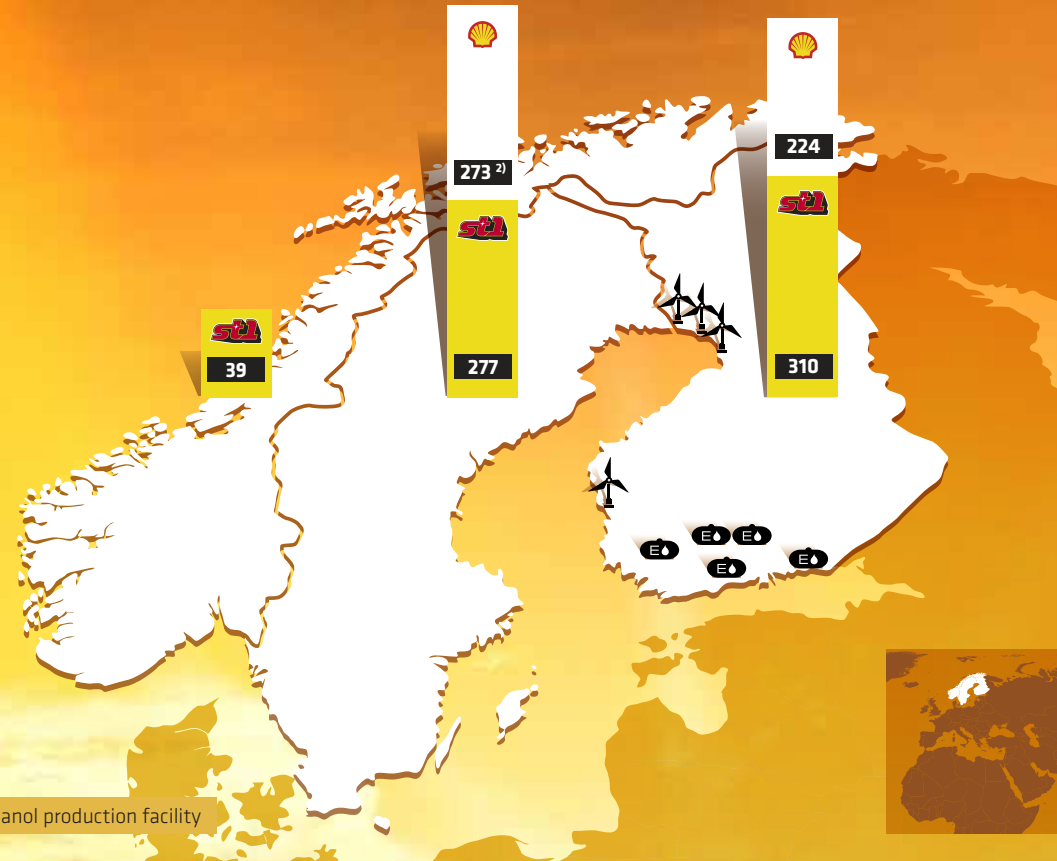 273 2)
224
st1
st1
st1
39
277
310
E
E
E
E
E
anol production facility